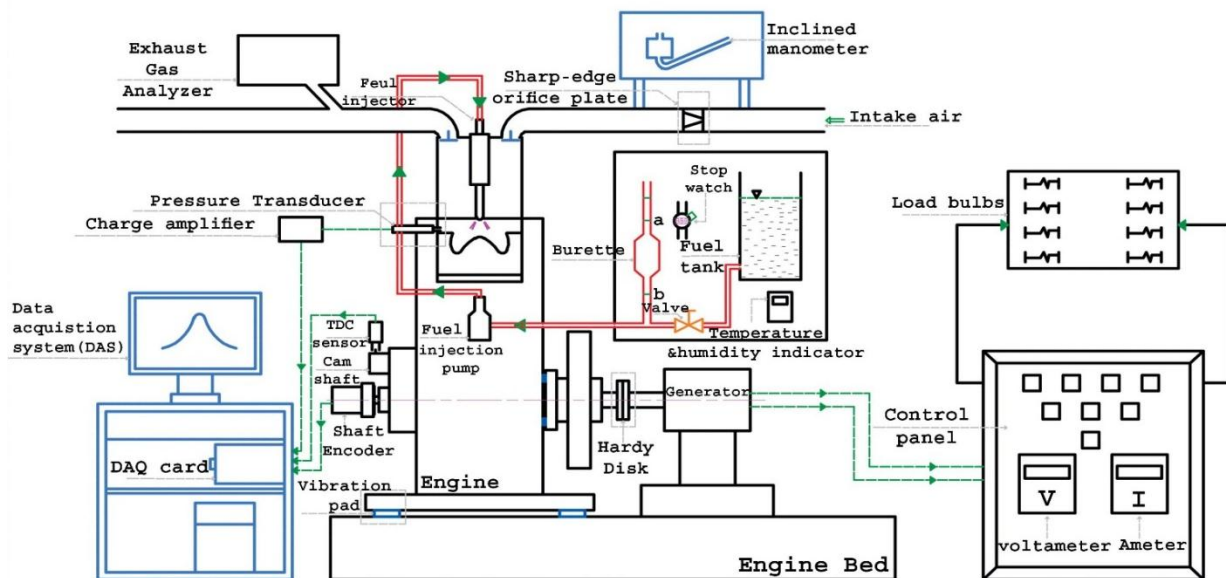 Exhaust
Gas
Analyzer
Feul
injector
Sharp-edge
orifice plate
Inclined
manometer
Intake air
Pressure Transducer
Charge amplifier
Stop
watch
a
Burette
Fuel
tank
b
Valve
Temperature
&humidity indicator
Load bulbs
Data
acquistion
system(DAS)
TDC
sensor
Cam
shaft
Fuel
injection
pump
Shaft
Encoder
Generator
Hardy
Disk
Control
panel
DAQ card
Vibration
pad
Engine
V
I
voltameter
Ameter
Engine Bed